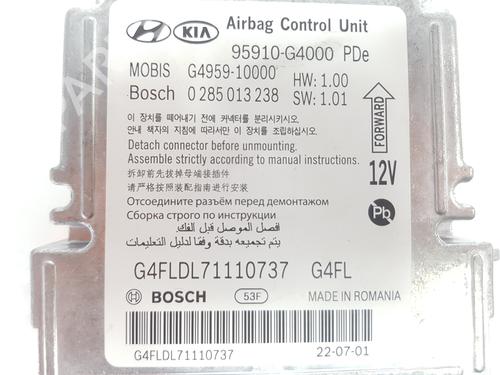 KIA Airbag Control Unit
95910-G4000 PDe
MOBIS G4959-10000 HW: 1.00
Bosch 0 285 013 238 SW: 1.01
이 장치를 떼어내기 전에 커넥터를 분리시키시오.
안내 책자의 지침에 따라서만 이 장치를 조립하십시오.
Detach connector before unmounting.
Assemble strictly according to manual instructions.
拆卸前先拔掉母端接插件
请严格按照装配指南进行安装
Отсоедините разъём перед демонтажом
Сборка строго по инструкции
افصل الموصل قبل الفك.
يتم تجميعه بدقة وفقا لدليل التعليمات
FORWARD
12V
Pb
G4FLDL71110737 G4FL
BOSCH 53F MADE IN ROMANIA
G4FLDL71110737 22-07-01